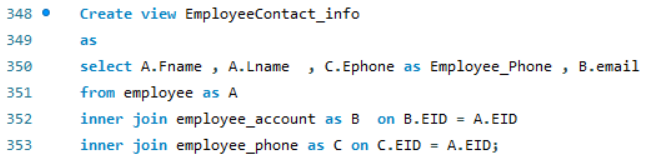 348 Create view EmployeeContact_info
349 as
350 select A.Fname , A.Lname  , C.Ephone as Employee_Phone , B.email
351 from employee as A
352 inner join employee_account as B  on B.EID = A.EID
353 inner join employee_phone as C on C.EID = A.EID;